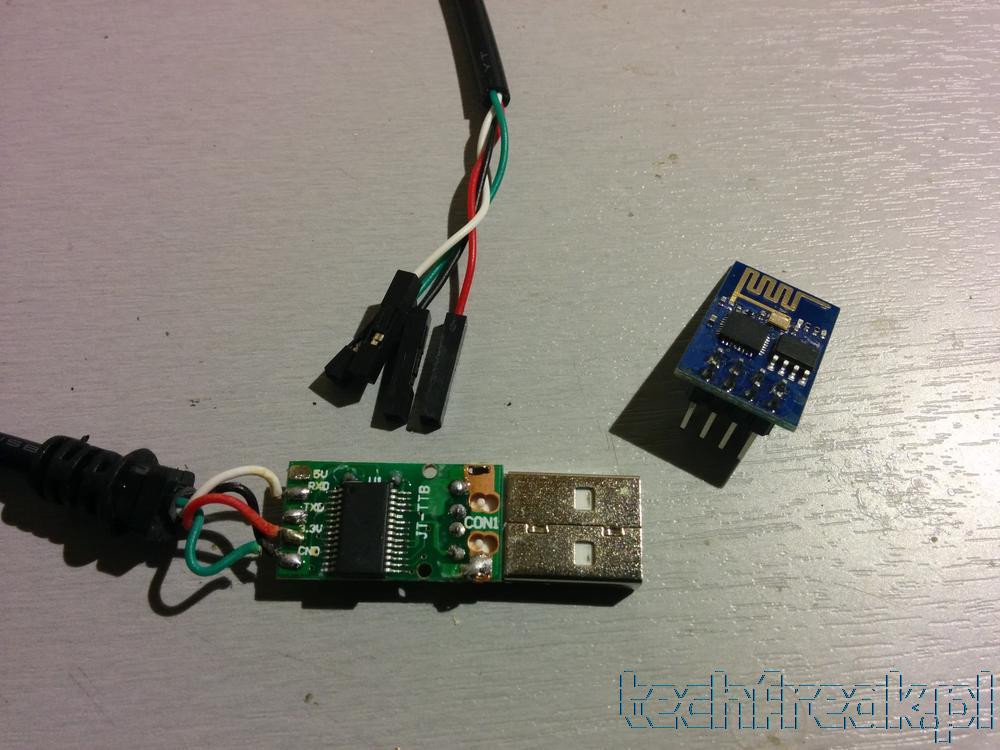 5V
RXD
TXD
3.3V
GND
JT-TTB
CON1
techfreak.pl